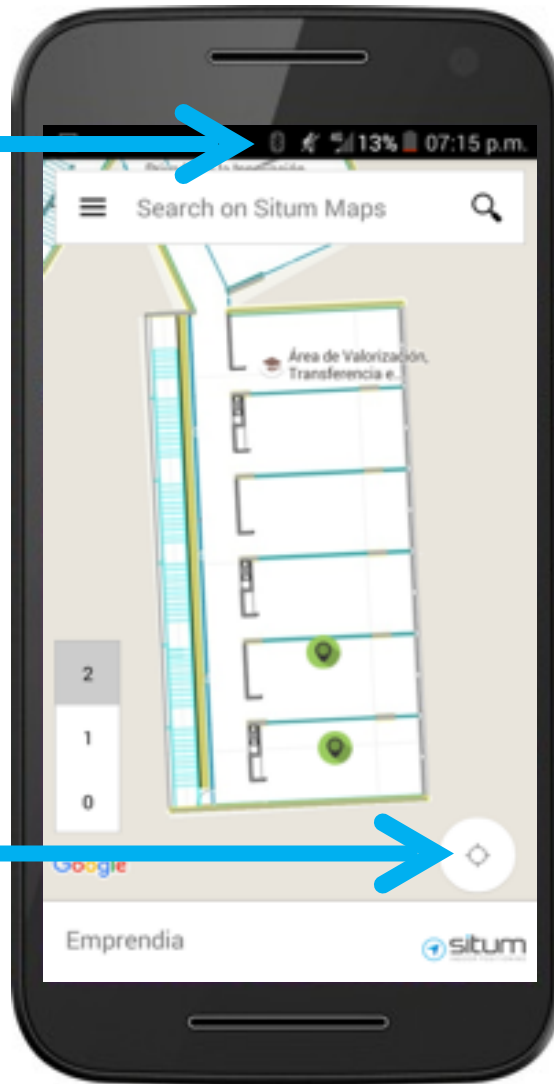 13% 07:15 p.m.
Search on Situm Maps
Área de Valorización,
Transferencia e..
2
1
0
Google
Emprendia
situm